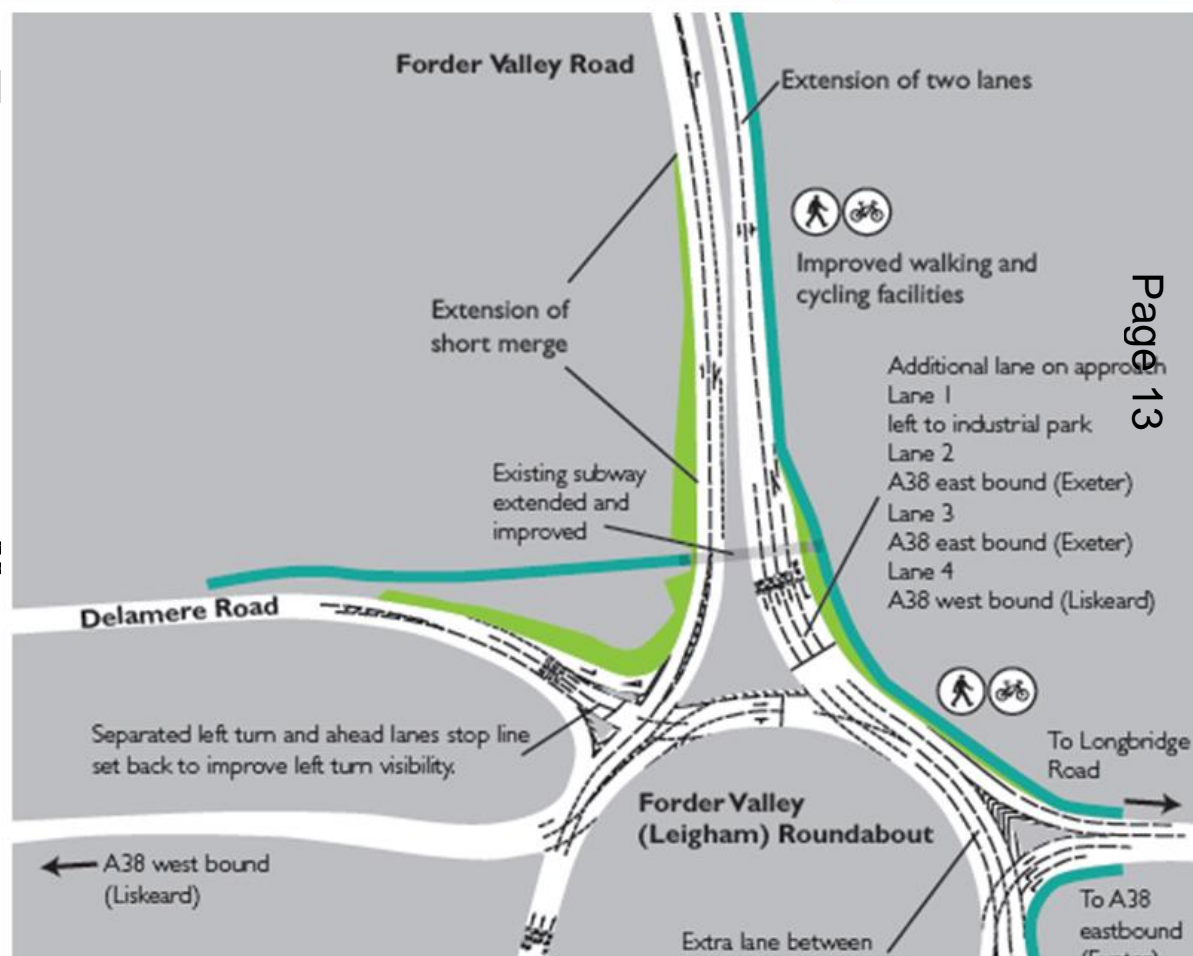 Forder Valley Road
Extension of two lanes
Improved walking and
cycling facilities
Page 13
Extension of
short merge
Additional lane on approach
Lane 1
left to industrial park
Lane 2
A38 east bound (Exeter)
Lane 3
A38 east bound (Exeter)
Lane 4
A38 west bound (Liskeard)
Existing subway
extended and
improved
Delamere Road
Separated left turn and ahead lanes stop line
set back to improve left turn visibility.
To Longbridge
Road
Forder Valley
(Leigham) Roundabout
A38 west bound
(Liskeard)
To A38
eastbound
Extra lane between